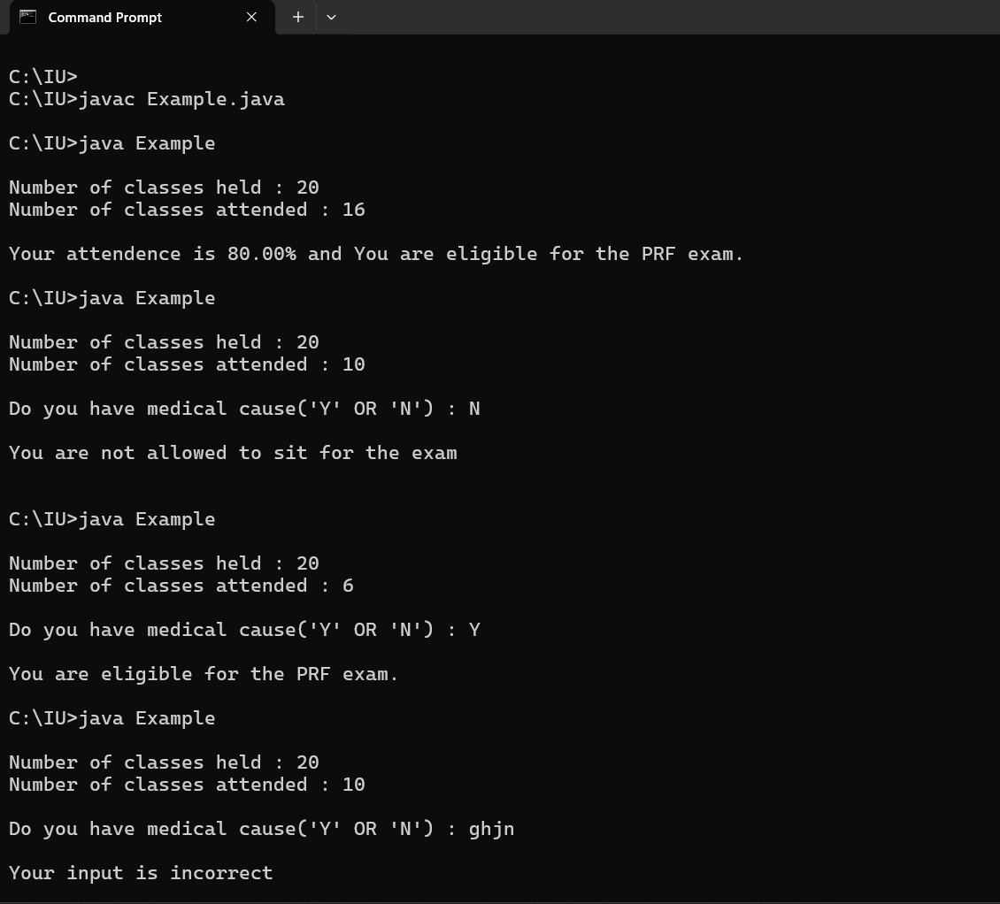 Command Prompt
C:\IU>
C:\IU>javac Example.java
C:\IU>java Example
Number of classes held : 20
Number of classes attended : 16
Your attendence is 80.00% and You are eligible for the PRF exam.
C:\IU>java Example
Number of classes held : 20
Number of classes attended : 10
Do you have medical cause('Y' OR 'N') : N
You are not allowed to sit for the exam
C:\IU>java Example
Number of classes held : 20
Number of classes attended : 6
Do you have medical cause('Y' OR 'N') : Y
You are eligible for the PRF exam.
C:\IU>java Example
Number of classes held : 20
Number of classes attended : 10
Do you have medical cause('Y' OR 'N') : ghjn
Your input is incorrect